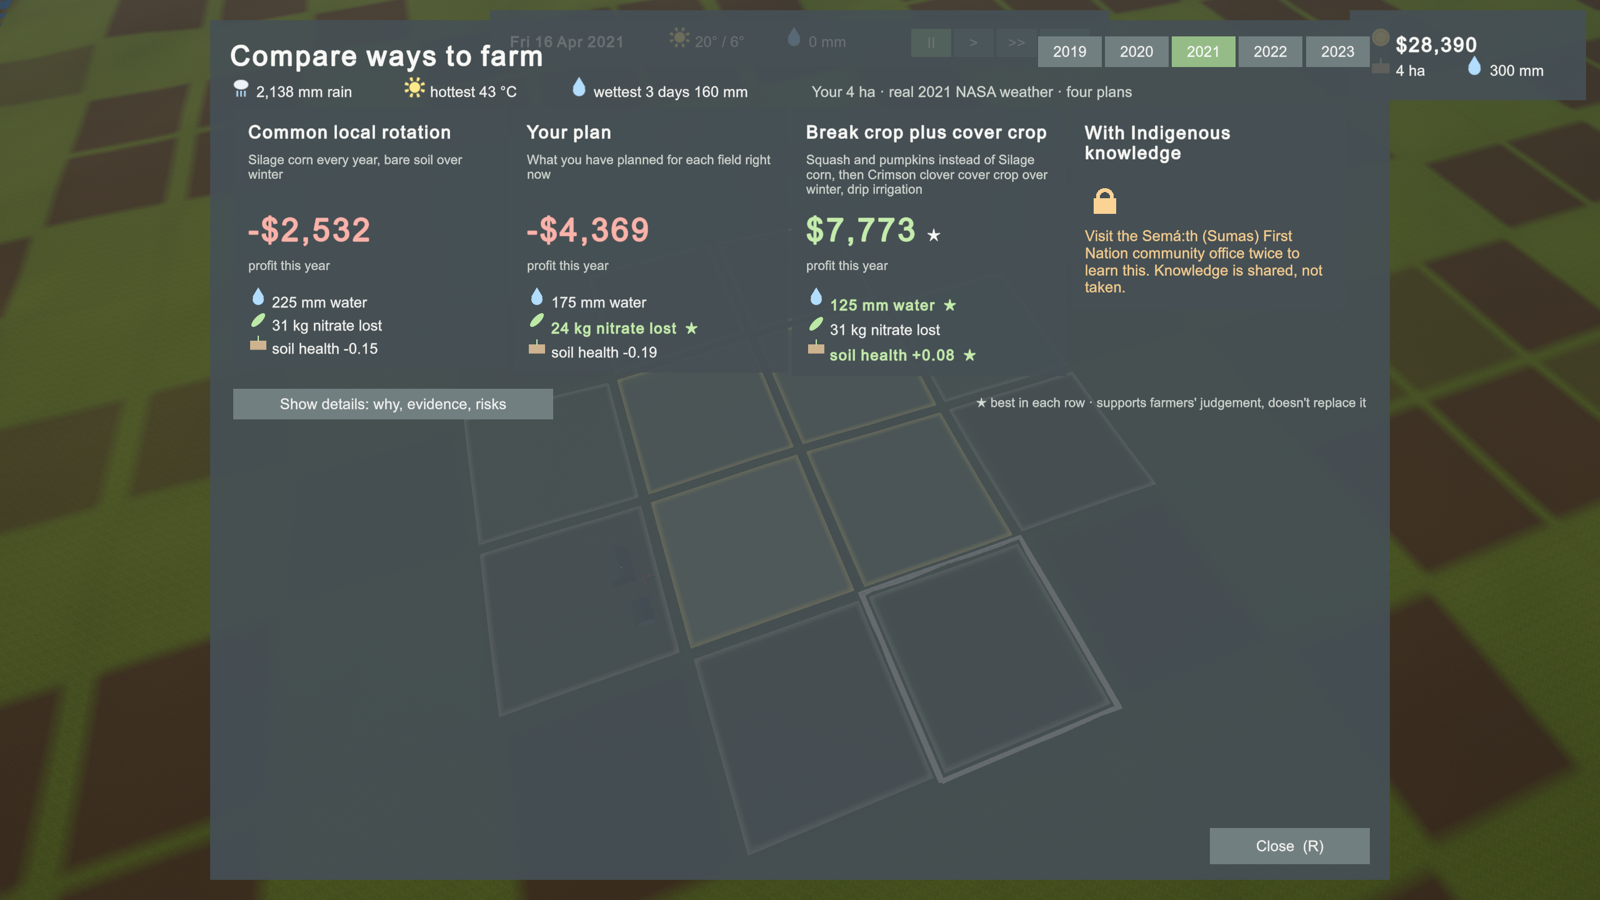 Fri 16 Apr 2021
20° / 6°
0 mm
II
>
>>
Compare ways to farm
2019
2020
2021
2022
2023
$28,390
4 ha
300 mm
2,138 mm rain
hottest 43 °C
wettest 3 days 160 mm
Your 4 ha · real 2021 NASA weather · four plans
Common local rotation
Silage corn every year, bare soil over
winter
-$2,532
profit this year
225 mm water
31 kg nitrate lost
soil health -0.15
Your plan
What you have planned for each field right
now
-$4,369
profit this year
175 mm water
24 kg nitrate lost ★
soil health -0.19
Break crop plus cover crop
Squash and pumpkins instead of Silage
corn, then Crimson clover cover crop over
winter, drip irrigation
$7,773 ★
profit this year
125 mm water ★
31 kg nitrate lost
soil health +0.08 ★
With Indigenous
knowledge
Visit the Semá:th (Sumas) First
Nation community office twice to
learn this. Knowledge is shared, not
taken.
Show details: why, evidence, risks
★ best in each row · supports farmers' judgement, doesn't replace it
Close (R)